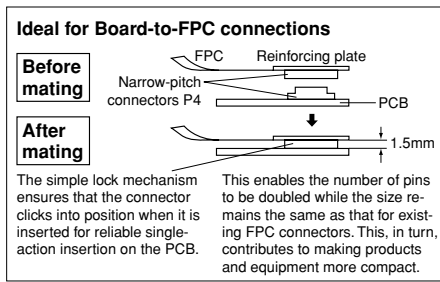 Ideal for Board-to-FPC connections
Before
mating
FPC
Reinforcing plate
Narrow-pitch
connectors P4
PCB
After
mating
1.5mm
The simple lock mechanism
ensures that the connector
clicks into position when it is
inserted for reliable single-
action insertion on the PCB.
This enables the number of pins
to be doubled while the size re-
mains the same as that for exist-
ing FPC connectors. This, in turn,
contributes to making products
and equipment more compact.